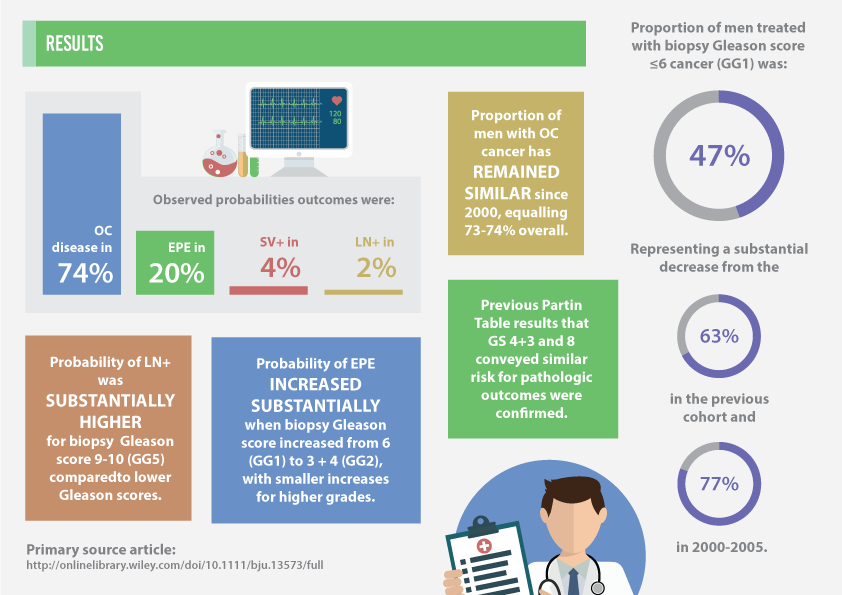 RESULTS
OC
disease in
74%
120
80
Observed probabilities outcomes were:
EPE in
20%
SV+ in
4%
LN+ in
2%
Probability of LN+
was
SUBSTANTIALLY
HIGHER
for biopsy Gleason
score 9-10 (GG5)
comparedto lower
Gleason scores.
Probability of EPE
INCREASED
SUBSTANTIALLY
when biopsy Gleason
score increased from 6
(GG1) to 3 + 4 (GG2),
with smaller increases
for higher grades.
Primary source article:
http://onlinelibrary.wiley.com/doi/10.1111/bju.13573/full
Proportion of
men with OC
cancer has
REMAINED
SIMILAR since
2000, equalling
73-74% overall.
Previous Partin
Table results that
GS 4+3 and 8
conveyed similar
risk for pathologic
outcomes were
confirmed.
Proportion of men treated
with biopsy Gleason score
≤6 cancer (GG1) was:
47%
Representing a substantial
decrease from the
63%
in the previous
cohort and
77%
in 2000-2005.